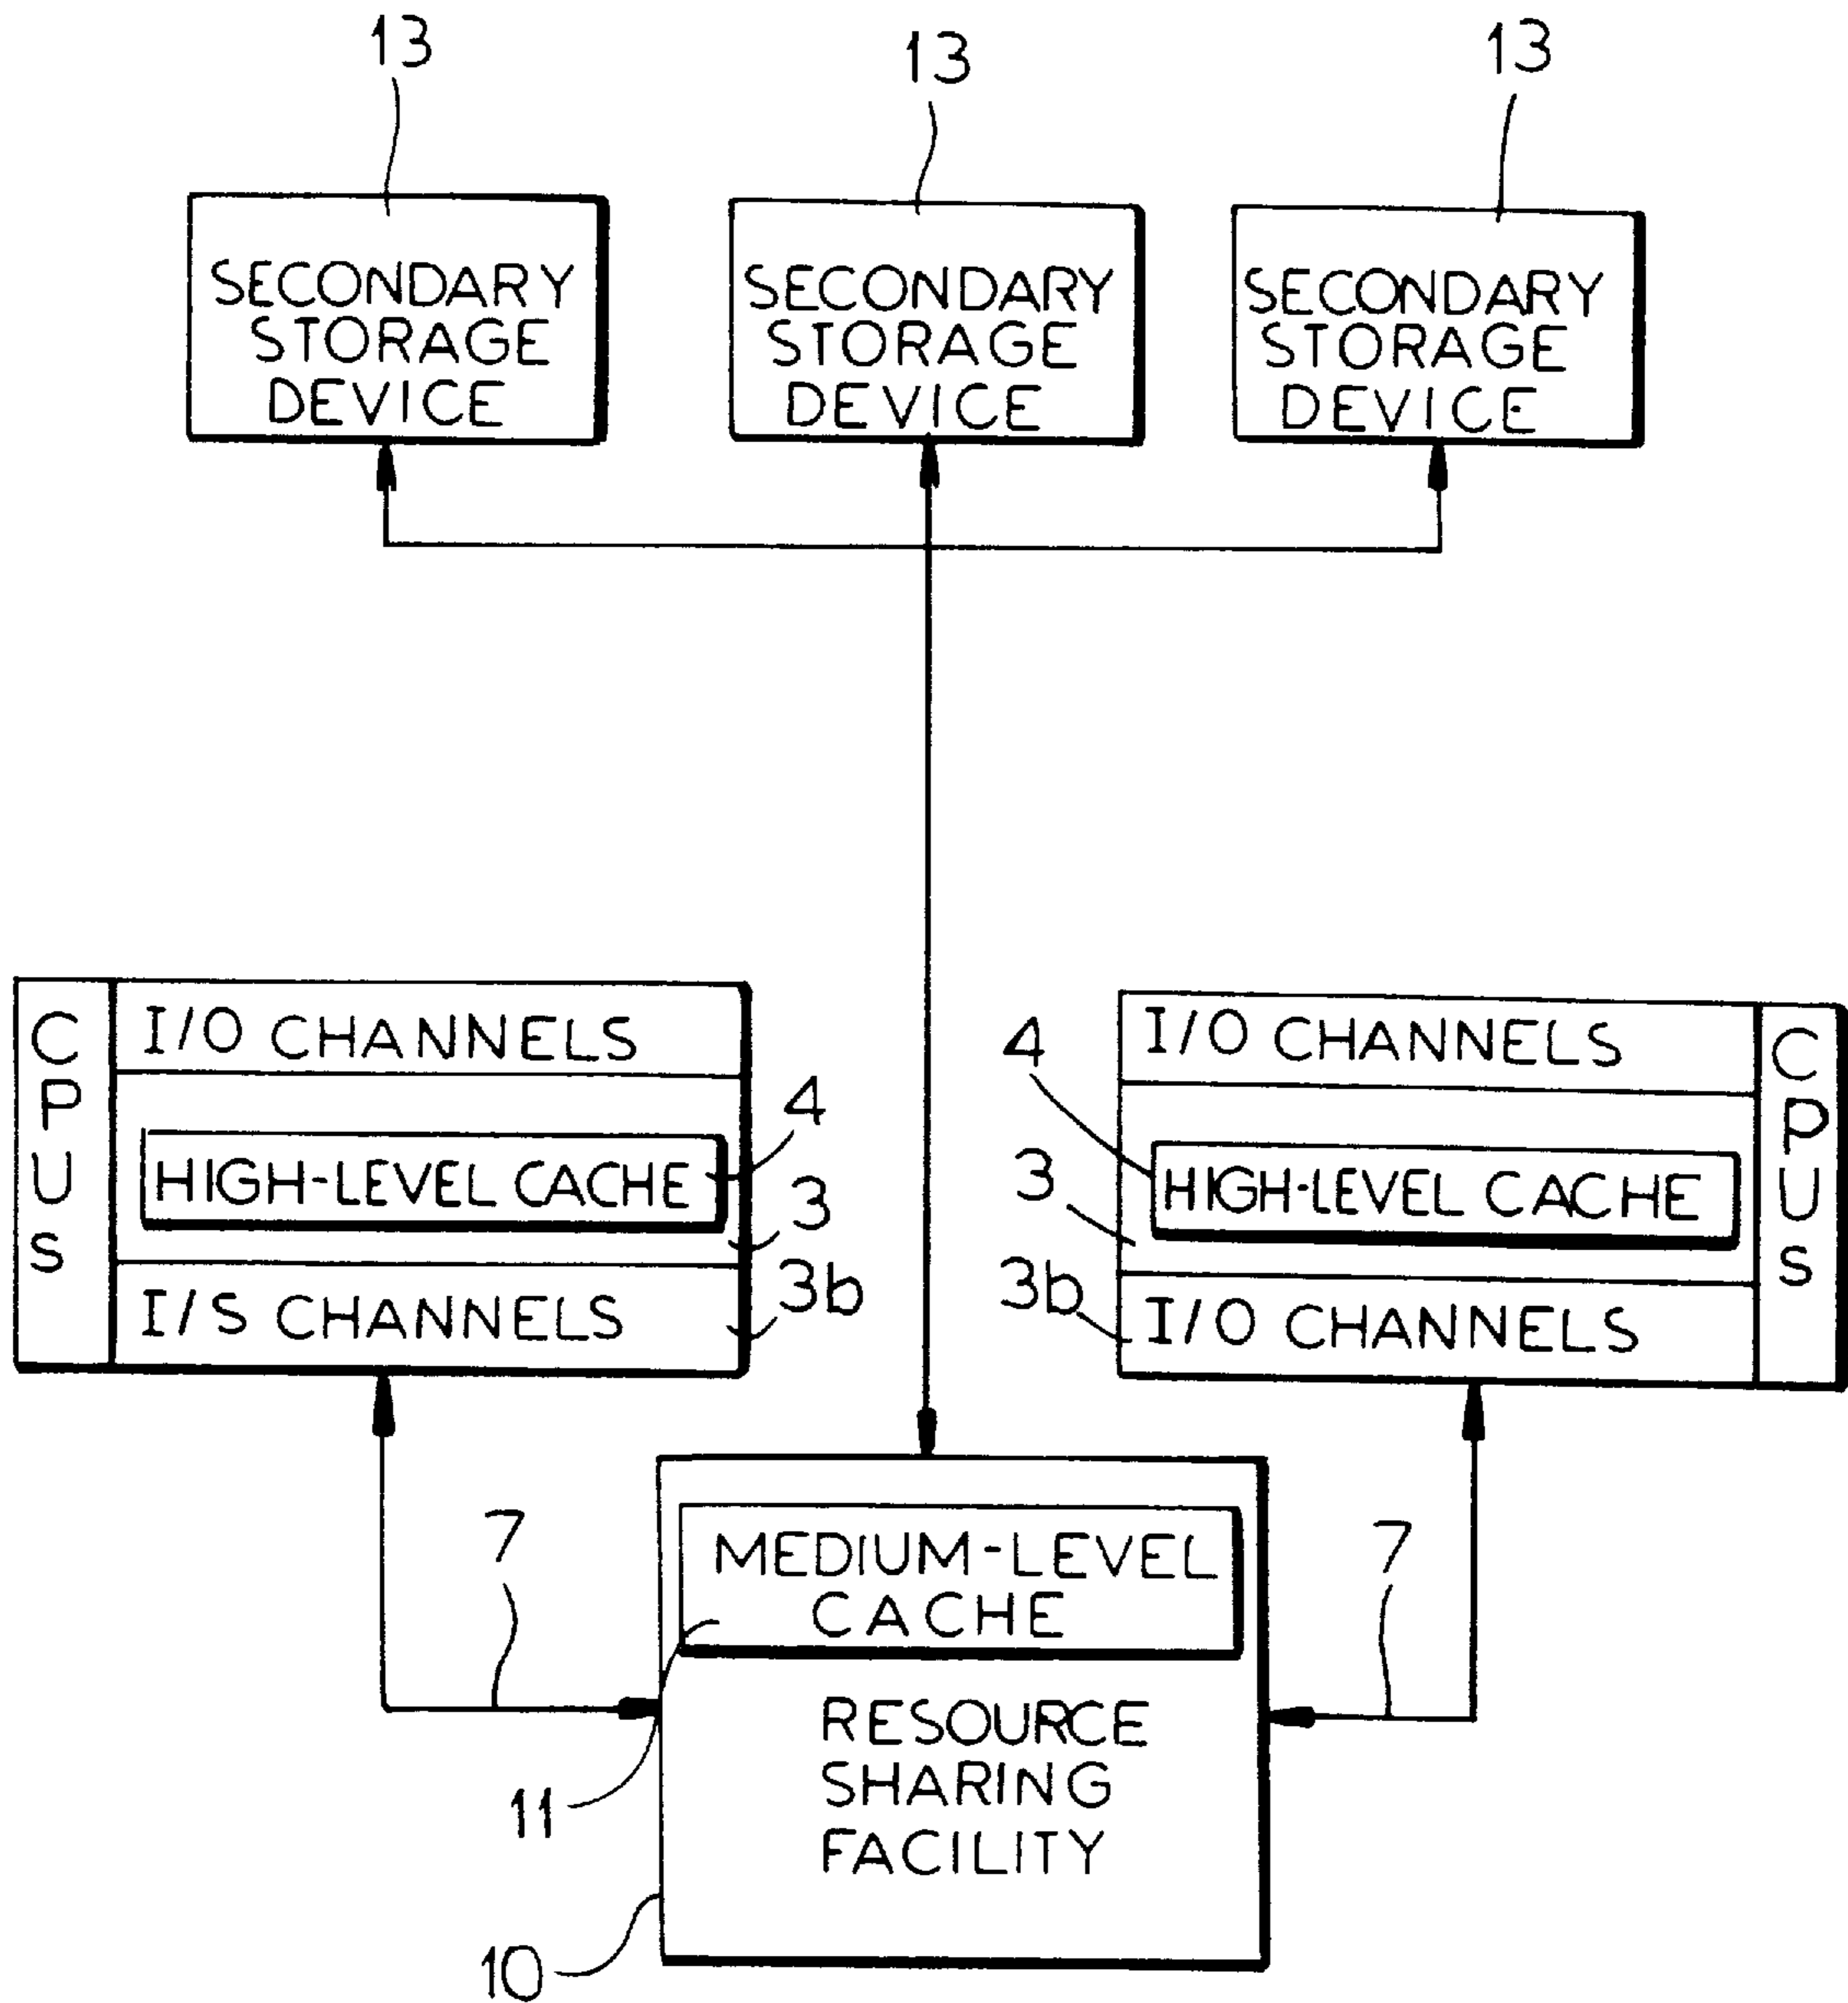 13
13
13
SECONDARY
STORAGE
DEVICE
SECONDARY
STORAGE
DEVICE
SECONDARY
STORAGE
DEVICE
CPUS
I/O CHANNELS
HIGH-LEVEL CACHE
I/S CHANNELS
4
3
3b
4
3
3b
I/O CHANNELS
HIGH-LEVEL CACHE
I/O CHANNELS
CPUS
7
7
MEDIUM-LEVEL
CACHE
RESOURCE
SHARING
FACILITY
11
10